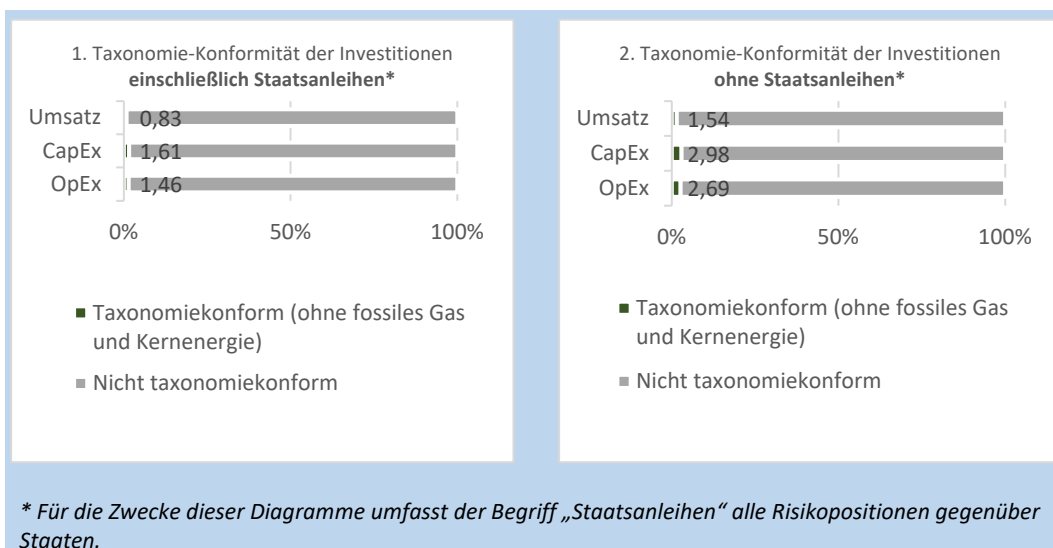 1. Taxonomie-Konformität der Investitionen
einschließlich Staatsanleihen*
Umsatz
0,83
CapEx
1,61
OpEx
1,46
0%
50%
100%
Taxonomiekonform (ohne fossiles Gas
und Kernenergie)
Nicht taxonomiekonform
2. Taxonomie-Konformität der Investitionen
ohne Staatsanleihen*
Umsatz
1,54
CapEx
2,98
OpEx
2,69
0%
50%
100%
Taxonomiekonform (ohne fossiles Gas
und Kernenergie)
Nicht taxonomiekonform
* Für die Zwecke dieser Diagramme umfasst der Begriff „Staatsanleihen“ alle Risikopositionen gegenüber
Staaten.